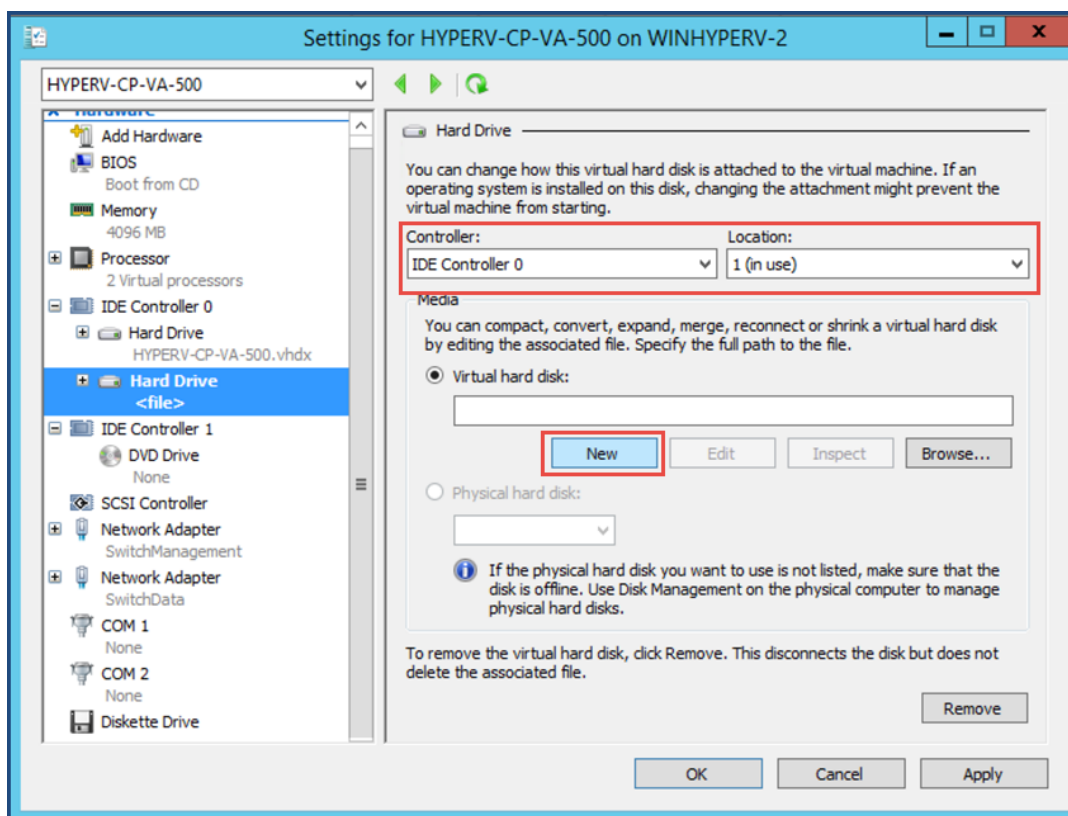 Settings for HYPERV-CP-VA-500 on WINHYPERV-2
HYPERV-CP-VA-500
Hardware
Add Hardware
BIOS
Boot from CD
Memory
4096 MB
Processor
2 Virtual processors
IDE Controller 0
Hard Drive
HYPERV-CP-VA-500.vhdx
Hard Drive
<file>
IDE Controller 1
DVD Drive
None
SCSI Controller
Network Adapter
SwitchManagement
Network Adapter
SwitchData
COM 1
None
COM 2
None
Diskette Drive
Hard Drive
You can change how this virtual hard disk is attached to the virtual machine. If an
operating system is installed on this disk, changing the attachment might prevent the
virtual machine from starting.
Controller: Location:
IDE Controller 0 1 (in use)
Media
You can compact, convert, expand, merge, reconnect or shrink a virtual hard disk
by editing the associated file. Specify the full path to the file.
Virtual hard disk:
New Edit Inspect Browse...
Physical hard disk:
If the physical hard disk you want to use is not listed, make sure that the
disk is offline. Use Disk Management on the physical computer to manage
physical hard disks.
To remove the virtual hard disk, click Remove. This disconnects the disk but does not
delete the associated file.
Remove
OK Cancel Apply